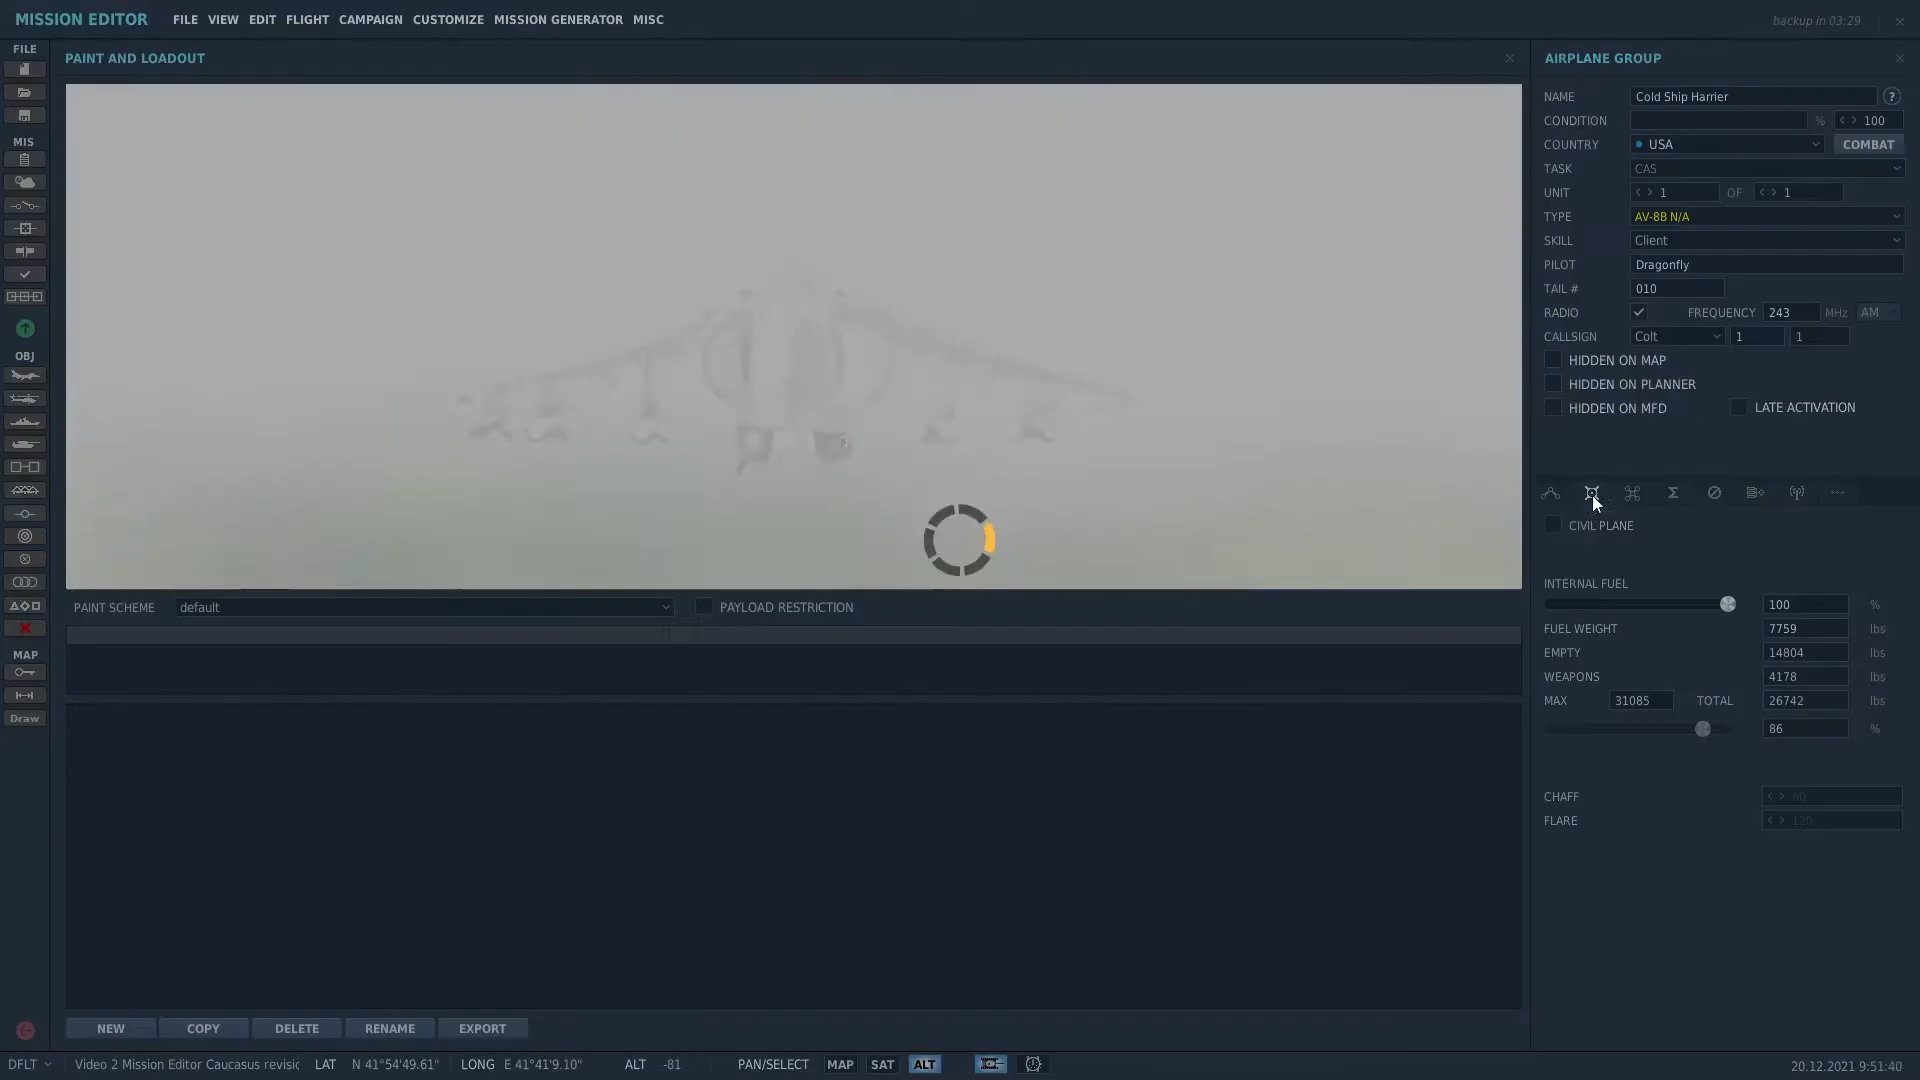 MISSION EDITOR FILE VIEW EDIT FLIGHT CAMPAIGN CUSTOMIZE MISSION GENERATOR MISC backup in 03:29
FILE
MIS
OBJ
MAP
Draw
PAINT AND LOADOUT
PAINT SCHEME default PAYLOAD RESTRICTION
NEW COPY DELETE RENAME EXPORT
AIRPLANE GROUP
NAME Cold Ship Harrier ?
CONDITION % < > 100
COUNTRY USA COMBAT
TASK CAS
UNIT < > 1 OF < > 1
TYPE AV-8B N/A
SKILL Client
PILOT Dragonfly
TAIL # 010
RADIO FREQUENCY 243 MHz AM
CALLSIGN Colt 1 1
HIDDEN ON MAP
HIDDEN ON PLANNER
HIDDEN ON MFD LATE ACTIVATION
CIVIL PLANE
INTERNAL FUEL
100 %
FUEL WEIGHT 7759 lbs
EMPTY 14804 lbs
WEAPONS 4178 lbs
MAX 31085 TOTAL 26742 lbs
86 %
CHAFF < > 60
FLARE < > 120
DFLT Video 2 Mission Editor Caucasus revisic LAT N 41°54'49.61" LONG E 41°41'9.10" ALT -81 PAN/SELECT MAP SAT ALT 20.12.2021 9:51:40